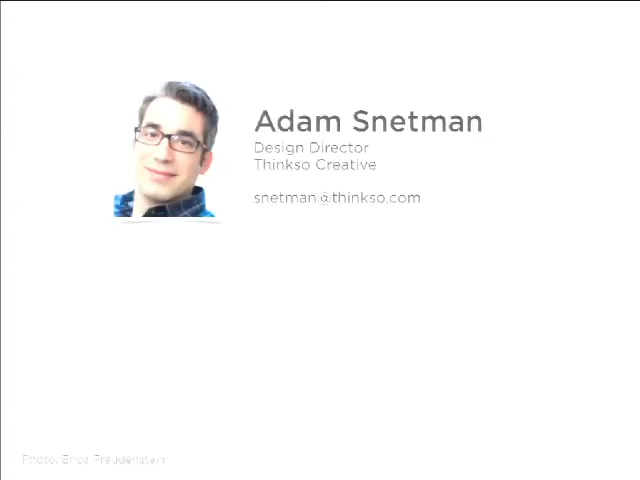 Adam Snetman
Design Director
Thinkso Creative
snetman@thinkso.com
Photo: Erica Freudenstein